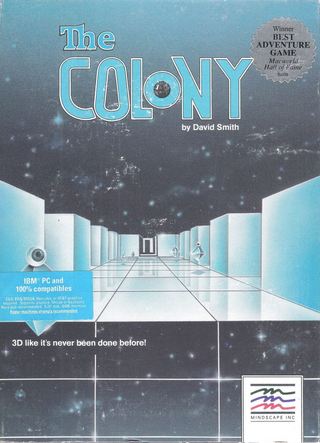 The
COLONY
by David Smith
Winner
BEST
ADVENTURE
GAME
Macworld
Hall of Fame
IBM® PC and
100% compatibles
3D like it's never been done before!
MINDSCAPE INC